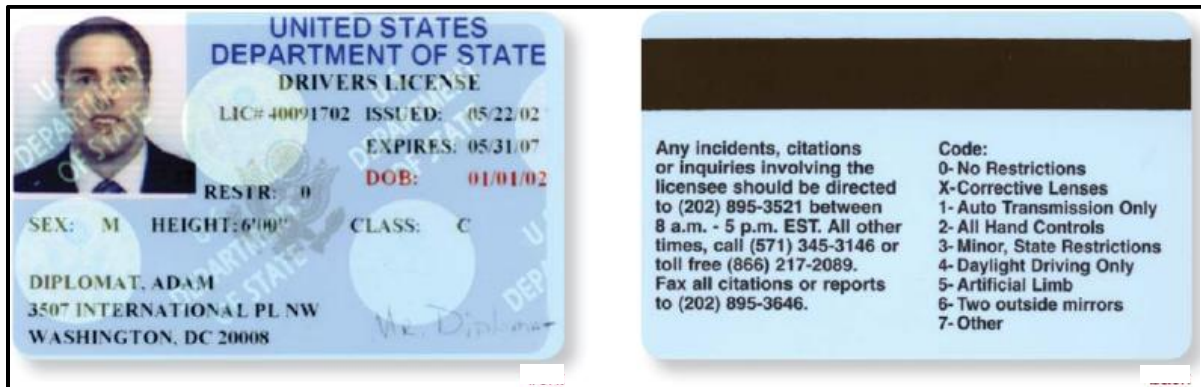 UNITED STATES
DEPARTMENT OF STATE
DRIVERS LICENSE
LIC# 40091702 ISSUED: 05/22/02
EXPIRES: 05/31/07
RESTR: 0 DOB: 01/01/02
SEX: M HEIGHT: 6'00" CLASS: C
DIPLOMAT, ADAM
3507 INTERNATIONAL PL NW
WASHINGTON, DC 20008
Mr. Diplomat
U.S.
DEPARTMENT
OF STATE
Any incidents, citations
or inquiries involving the
licensee should be directed
to (202) 895-3521 between
8 a.m. - 5 p.m. EST. All other
times, call (571) 345-3146 or
toll free (866) 217-2089.
Fax all citations or reports
to (202) 895-3646.
Code:
0- No Restrictions
X-Corrective Lenses
1- Auto Transmission Only
2- All Hand Controls
3- Minor, State Restrictions
4- Daylight Driving Only
5- Artificial Limb
6- Two outside mirrors
7- Other